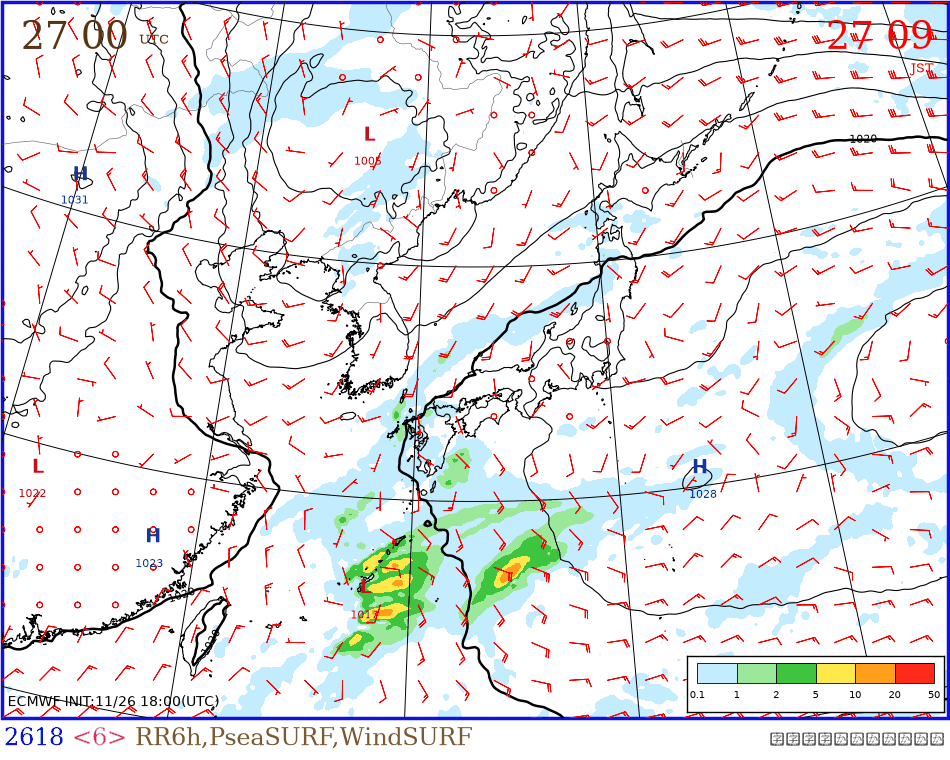 27 00 UTC
27 09
JST
1020
L
1005
H
1031
L
1022
H
1028
H
1023
1020
L
ECMWF INIT:11/26 18:00(UTC)
0.1 1 2 5 10 20 50
2618 <6> RR6h,PseaSURF,WindSURF